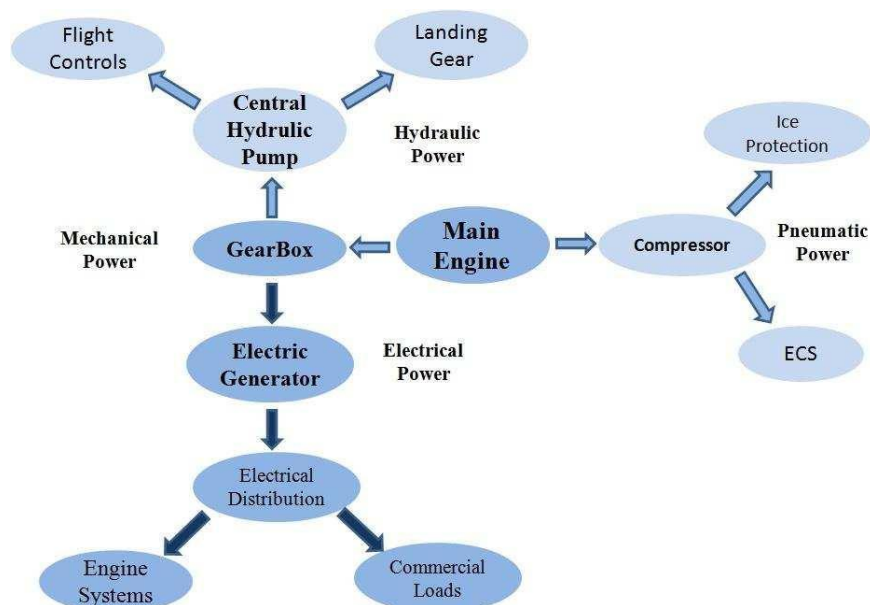 Flight
Controls
Landing
Gear
Central
Hydrulic
Pump
Hydraulic
Power
Ice
Protection
Mechanical
Power
GearBox
Main
Engine
Compressor
Pneumatic
Power
Electric
Generator
Electrical
Power
ECS
Electrical
Distribution
Engine
Systems
Commercial
Loads